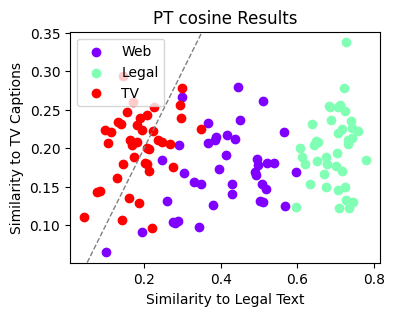 PT cosine Results
Similarity to TV Captions
0.35
0.30
0.25
0.20
0.15
0.10
Web
Legal
TV
0.2
0.4
0.6
0.8
Similarity to Legal Text